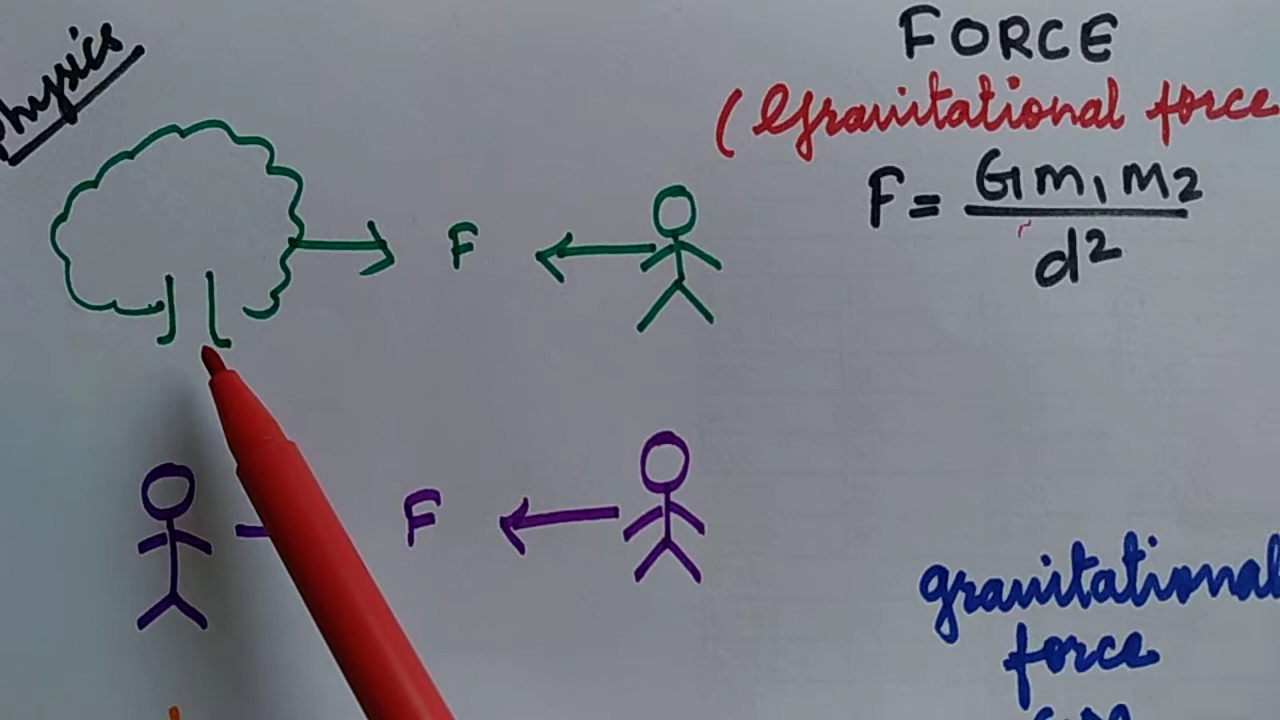 Physics
FORCE
(Gravitational force
F = Gm₁m₂
d²
F
F
gravitational
force